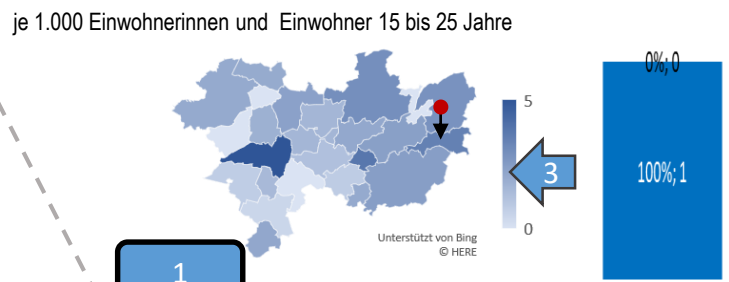 je 1.000 Einwohnerinnen und  Einwohner 15 bis 25 Jahre
0%; 0
5
3
100%; 1
0
Unterstützt von Bing
© HERE
1